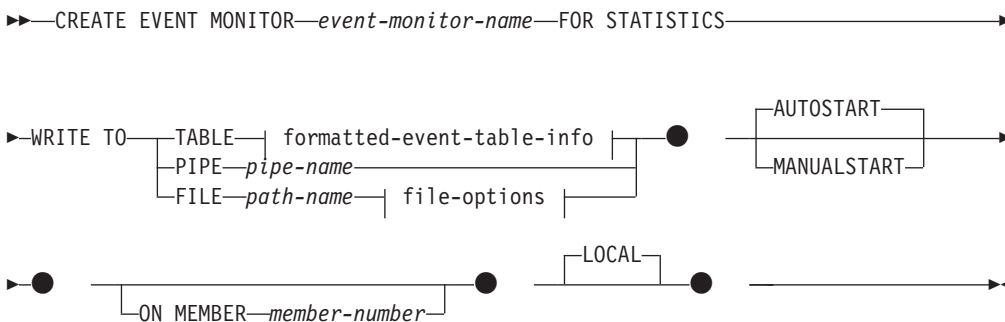 CREATE EVENT MONITOR event-monitor-name FOR STATISTICS
AUTOSTART
WRITE TO TABLE formatted-event-table-info
PIPE pipe-name
MANUALSTART
FILE path-name file-options
LOCAL
ON MEMBER member-number